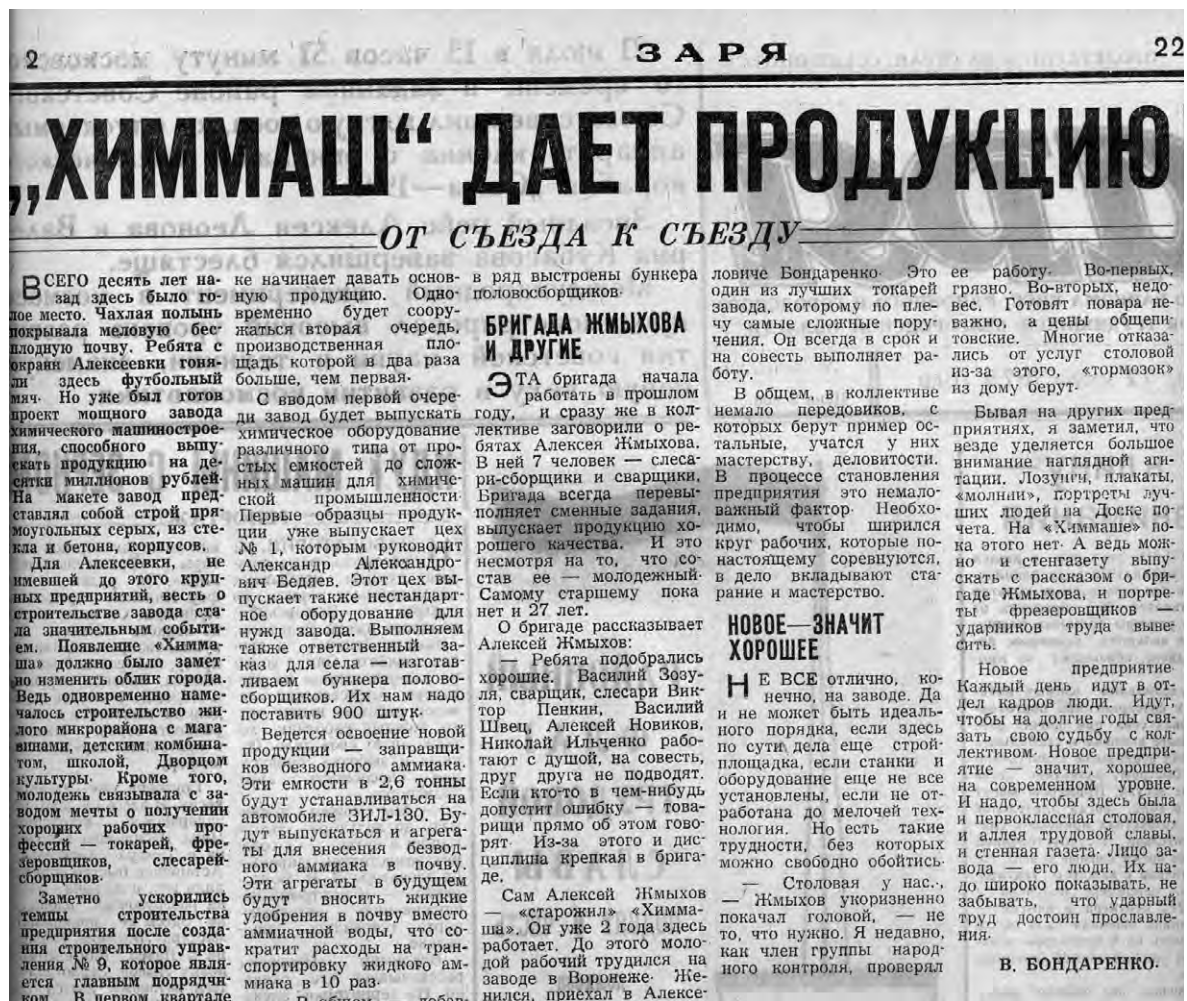 2
ЗАРЯ
22
„ХИММАШ“ ДАЕТ ПРОДУКЦИЮ
ОТ СЪЕЗДА К СЪЕЗДУ
ВСЕГО десять лет на-
зад здесь было го-
лое место. Чахлая полынь
покрывала меловую бес-
плодную почву. Ребята с
окраин Алексеевки гоня-
ли здесь футбольный
мяч. Но уже был готов
проект мощного завода
химического машинострое-
ния, способного выпу-
скать продукцию на де-
сятки миллионов рублей.
На макете завод пред-
ставлял собой строй пря-
моугольных серых, из сте-
кла и бетона, корпусов.
Для Алексеевки, не
имевшей до этого круп-
ных предприятий, весть о
строительстве завода ста-
ла значительным событи-
ем. Появление «Химма-
ша» должно было замет-
но изменить облик города.
Ведь одновременно наме-
чалось строительство жи-
лого микрорайона с мага-
зинами, детским комбина-
том, школой, Дворцом
культуры. Кроме того,
молодежь связывала с за-
водом мечты о получении
хороших рабочих про-
фессий — токарей, фре-
зеровщиков, слесарей-
сборщиков.
Заметно ускорились
темпы строительства
предприятия после созда-
ния строительного управ-
ления № 9, которое явля-
ется главным подрядчи-
ком. В первом квартале
ке начинает давать основ-
ную продукцию. Одно-
временно будет соору-
жаться вторая очередь,
производственная пло-
щадь которой в два раза
больше, чем первая.
С вводом первой очере-
ди завод будет выпускать
химическое оборудование
различного типа от про-
стых емкостей до слож-
ных машин для химиче-
ской промышленности.
Первые образцы продук-
ции уже выпускает цех
№ 1, которым руководит
Александр Александро-
вич Бедяев. Этот цех вы-
пускает также нестандарт-
ное оборудование для
нужд завода. Выполняем
также ответственный за-
каз для села — изготав-
ливаем бункера полово-
сборщиков. Их нам надо
поставить 900 штук.
Ведется освоение новой
продукции — заправщи-
ков безводного аммиака.
Эти емкости в 2,6 тонны
будут устанавливаться на
автомобиле ЗИЛ-130. Бу-
дут выпускаться и агрега-
ты для внесения безвод-
ного аммиака в почву.
Эти агрегаты в будущем
будут вносить жидкие
удобрения в почву вместо
аммиачной воды, что со-
кратит расходы на тран-
спортировку жидкого ам-
миака в 10 раз.
В общем, добав-
в ряд выстроены бункера
половосборщиков.
БРИГАДА ЖМЫХОВА
И ДРУГИЕ
ЭТА бригада начала
работать в прошлом
году, и сразу же в кол-
лективе заговорили о ре-
бятах Алексея Жмыхова.
В ней 7 человек — слеса-
ри-сборщики и сварщики.
Бригада всегда перевы-
полняет сменные задания,
выпускает продукцию хо-
рошего качества. И это
несмотря на то, что со-
став ее — молодежный.
Самому старшему пока
нет и 27 лет.
О бригаде рассказывает
Алексей Жмыхов:
— Ребята подобрались
хорошие. Василий Зозу-
ля, сварщик, слесари Вик-
тор Пенкин, Василий
Швец, Алексей Новиков,
Николай Ильченко рабо-
тают с душой, на совесть,
друг друга не подводят.
Если кто-то в чем-нибудь
допустит ошибку — това-
рищи прямо об этом гово-
рят. Из-за этого и дис-
циплина крепкая в брига-
де.
Сам Алексей Жмыхов
— «старожил» «Химма-
ша». Он уже 2 года здесь
работает. До этого моло-
дой рабочий трудился на
заводе в Воронеже. Же-
нился, приехал в Алексе-
ловиче Бондаренко. Это
один из лучших токарей
завода, которому по пле-
чу самые сложные пору-
чения. Он всегда в срок и
на совесть выполняет ра-
боту.
В общем, в коллективе
немало передовиков, с
которых берут пример ос-
тальные, учатся у них
мастерству, деловитости.
В процессе становления
предприятия это немало-
важный фактор. Необхо-
димо, чтобы ширился
круг рабочих, которые по-
настоящему соревнуются,
в дело вкладывают ста-
рание и мастерство.
НОВОЕ—ЗНАЧИТ
ХОРОШЕЕ
НЕ ВСЕ отлично, ко-
нечно, на заводе. Да
и не может быть идеаль-
ного порядка, если здесь
по сути дела еще строй-
площадка, если станки и
оборудование еще не все
установлены, если не от-
работана до мелочей тех-
нология. Но есть такие
трудности, без которых
можно свободно обойтись.
— Столовая у нас.,
— Жмыхов укоризненно
покачал головой, — не
то, что нужно. Я недавно,
как член группы народ-
ного контроля, проверял
ее работу. Во-первых,
грязно. Во-вторых, недо-
вес. Готовят повара не-
важно, а цены общепи-
товские. Многие отказа-
лись от услуг столовой
из-за этого, «тормозок»
из дому берут.
Бывая на других пред-
приятиях, я заметил, что
везде уделяется большое
внимание наглядной аги-
тации. Лозунги, плакаты,
«молнии», портреты луч-
ших людей на Доске по-
чета. На «Химмаше» по-
ка этого нет. А ведь мож-
но и стенгазету выпу-
скать с рассказом о бри-
гаде Жмыхова, и портре-
ты фрезеровщиков —
ударников труда выве-
сить.
Новое предприятие.
Каждый день идут в от-
дел кадров люди. Идут,
чтобы на долгие годы свя-
зать свою судьбу с кол-
лективом. Новое предпри-
ятие — значит, хорошее,
на современном уровне.
И надо, чтобы здесь была
и первоклассная столовая,
и аллея трудовой славы,
и стенная газета. Лицо за-
вода — его люди. Их на-
до широко показывать, не
забывать, что ударный
труд достоин прославле-
ния.
В. БОНДАРЕНКО.